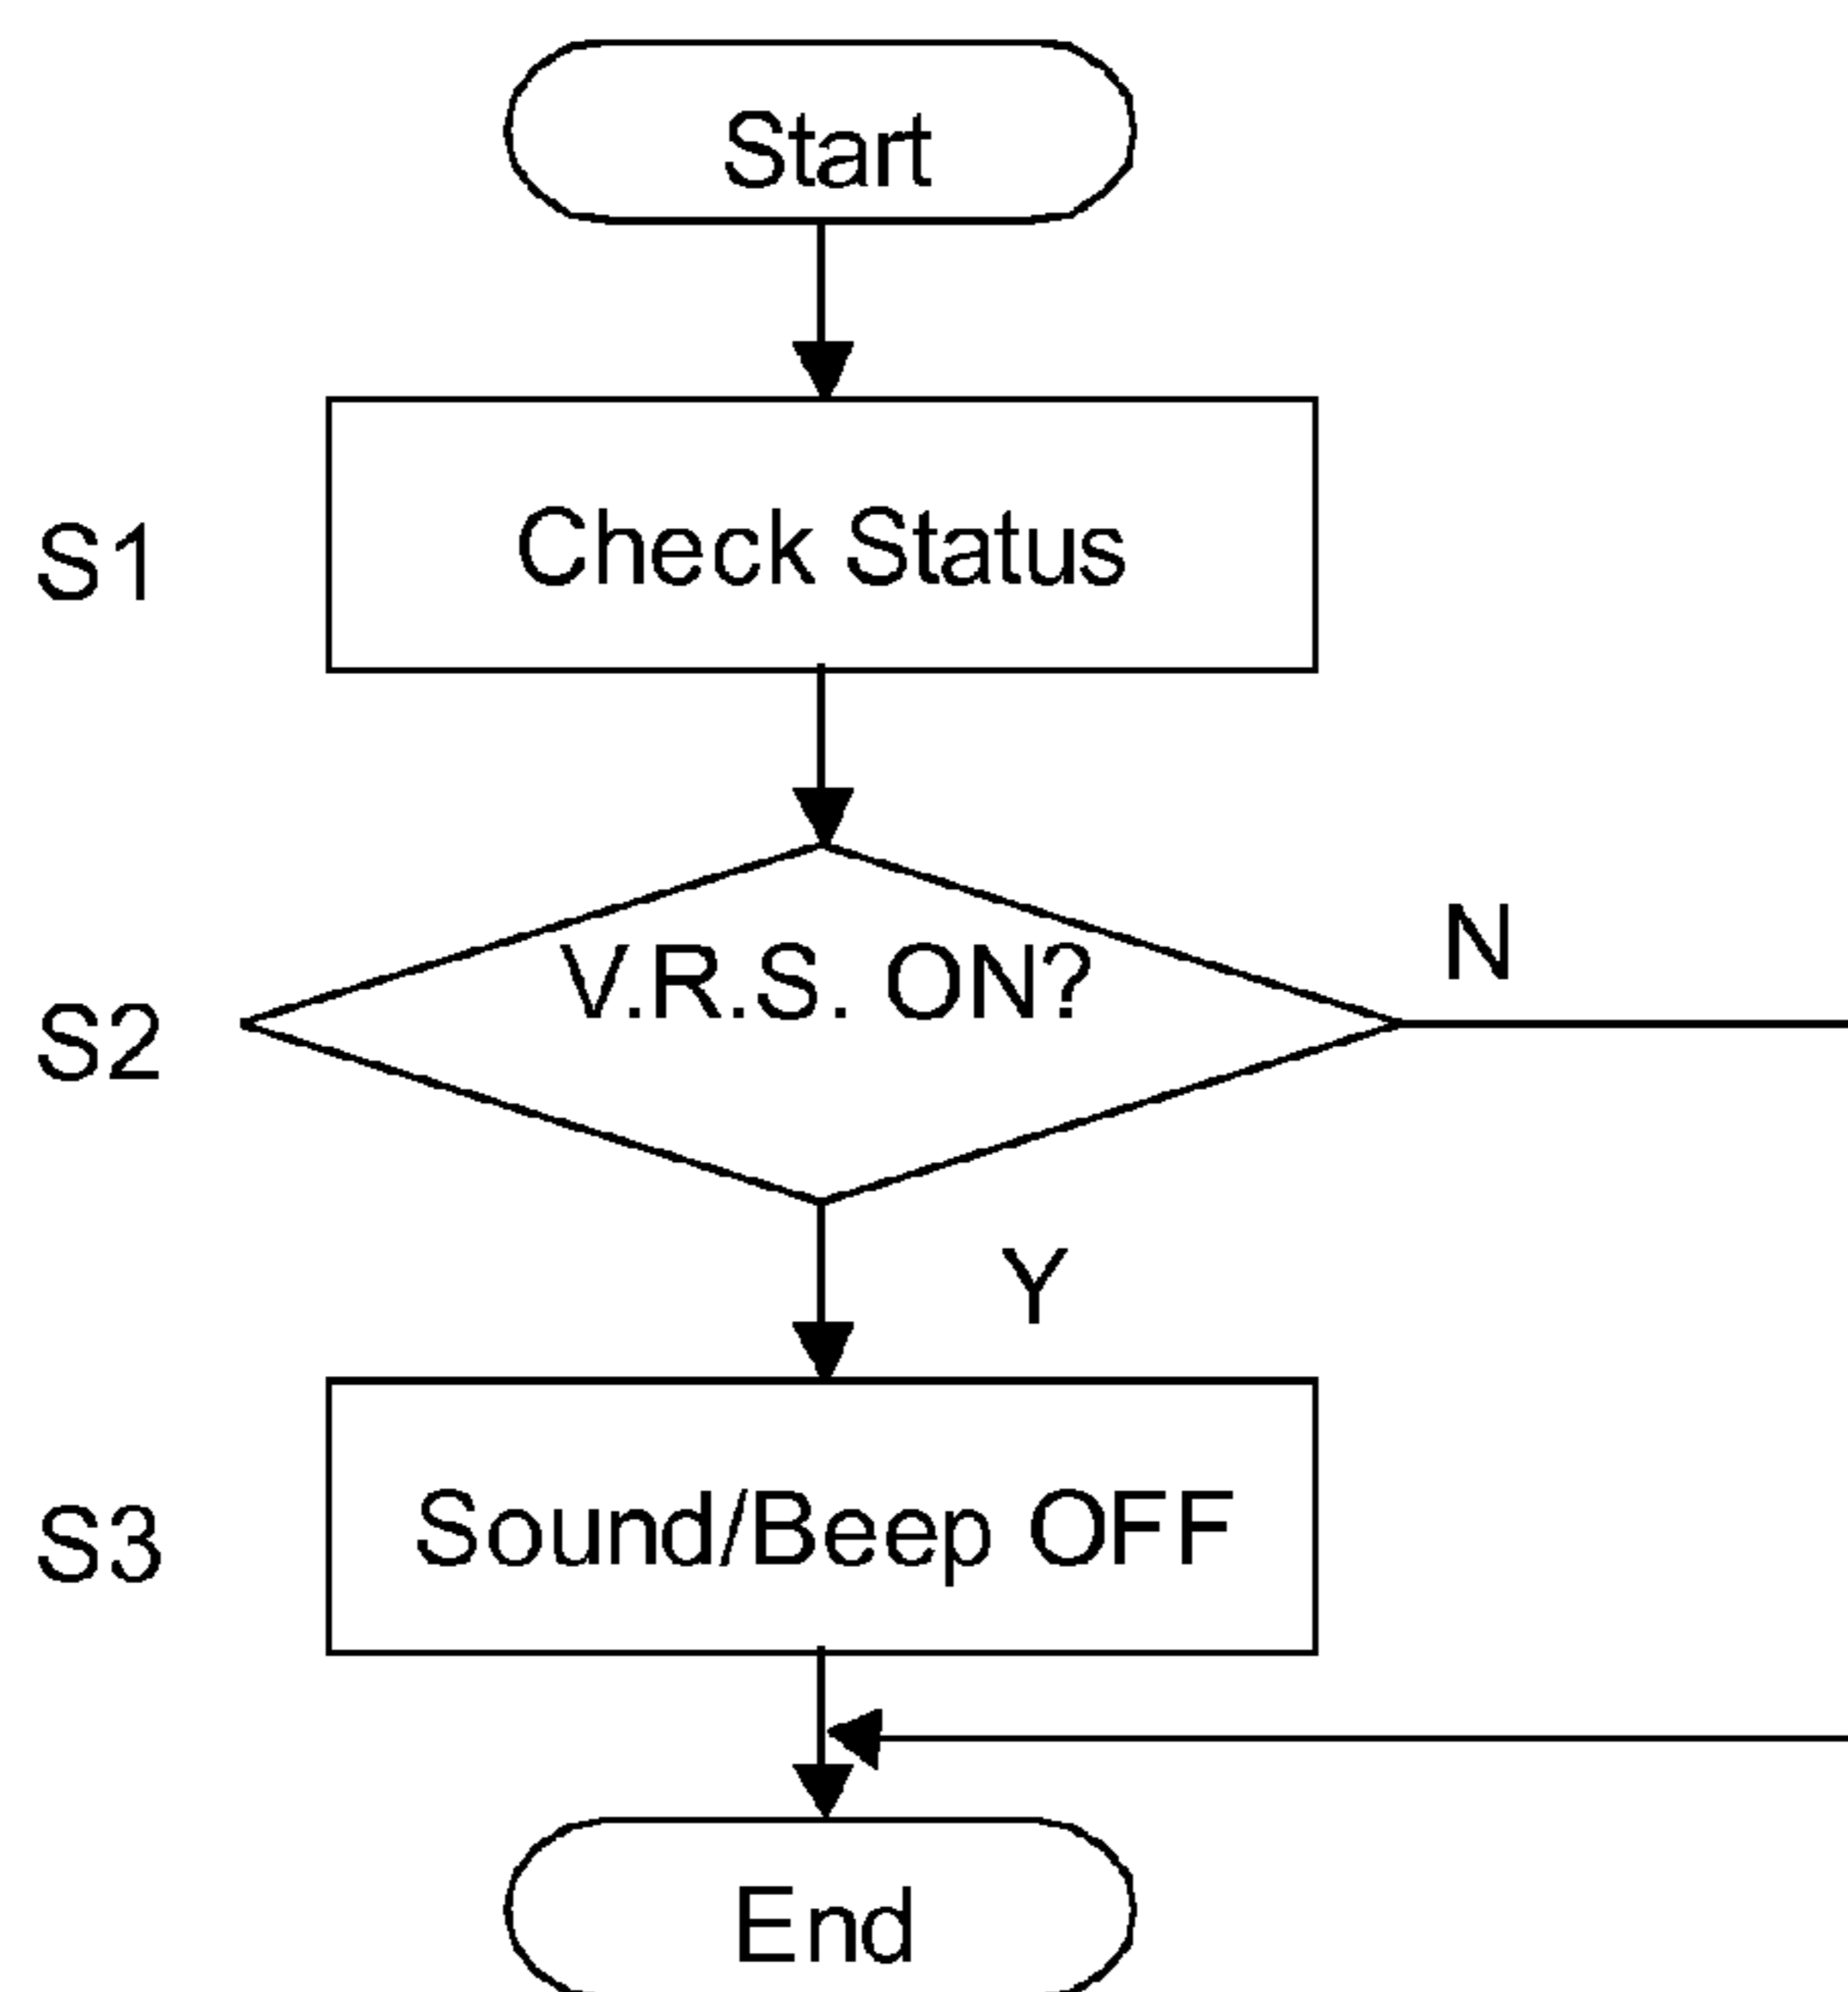 Start
S1
Check Status
V.R.S. ON?
N
S2
Y
S3
Sound/Beep OFF
End